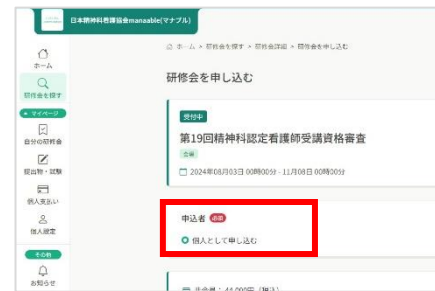 日本精神科看護協会manaable(マナブル)
ホーム > 研修会を探す > 研修会詳細 > 研修会を申し込む
ホーム
研修会を探す
マイページ
自分の研修会
提出物・試験
個人支払い
個人設定
その他
お知らせ
研修会を申し込む
受付中
第19回精神科認定看護師受講資格審査
会場
2024年08月03日 00時00分 - 11月08日 00時00分
申込者 必須
個人として申し込む